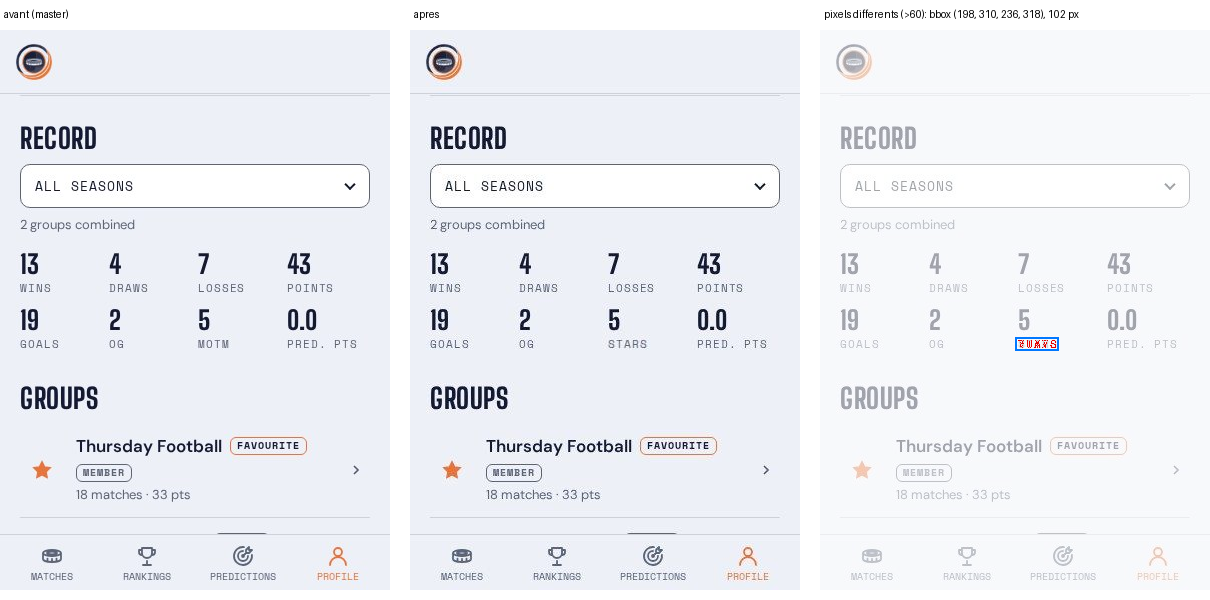 avant (master)
RECORD
ALL SEASONS
2 groups combined
13 4 7 43
WINS DRAWS LOSSES POINTS
19 2 5 0.0
GOALS OG MOTM PRED. PTS
GROUPS
Thursday Football FAVOURITE
MEMBER
18 matches · 33 pts
MATCHES RANKINGS PREDICTIONS PROFILE
apres
RECORD
ALL SEASONS
2 groups combined
13 4 7 43
WINS DRAWS LOSSES POINTS
19 2 5 0.0
GOALS OG STARS PRED. PTS
GROUPS
Thursday Football FAVOURITE
MEMBER
18 matches · 33 pts
MATCHES RANKINGS PREDICTIONS PROFILE
pixels differents (>60): bbox (198, 310, 236, 318), 102 px
RECORD
ALL SEASONS
2 groups combined
13 4 7 43
WINS DRAWS LOSSES POINTS
19 2 5 0.0
GOALS OG PRED. PTS
GROUPS
Thursday Football FAVOURITE
MEMBER
18 matches · 33 pts
MATCHES RANKINGS PREDICTIONS PROFILE